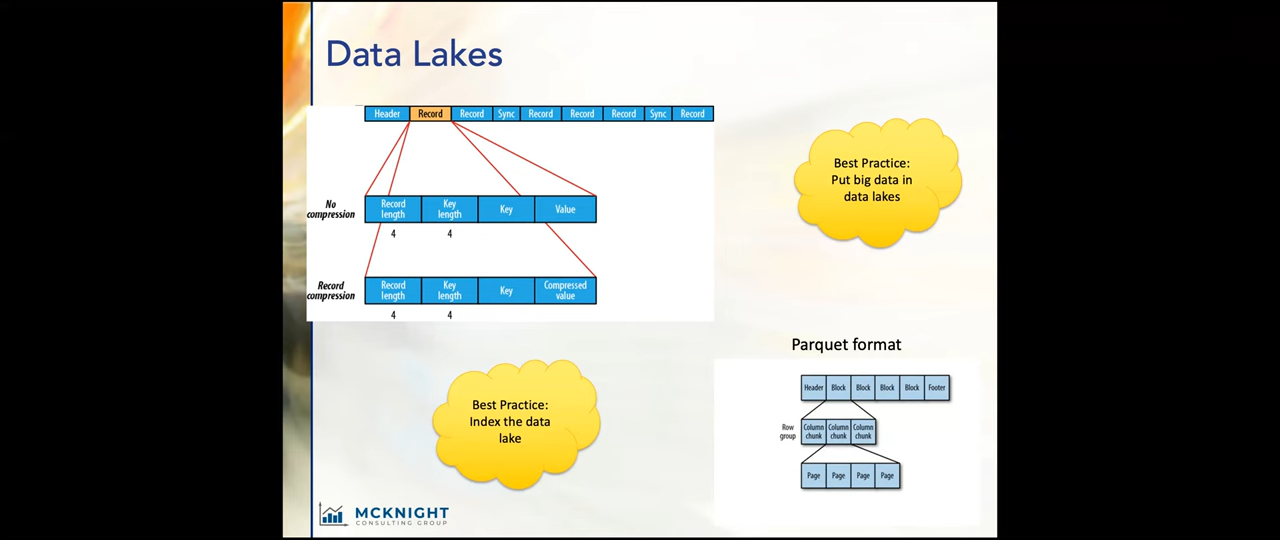 Data Lakes
Header Record Record Sync Record Record Record Sync Record
No
compression
Record
length
Key
length
Key
Value
4 4
Record
compression
Record
length
Key
length
Key
Compressed
value
4 4
Best Practice:
Put big data in
data lakes
Best Practice:
Index the data
lake
Parquet format
Header Block Block Block Block Footer
Row
group
Column
chunk
Column
chunk
Column
chunk
Page Page Page Page
MCKNIGHT
CONSULTING GROUP